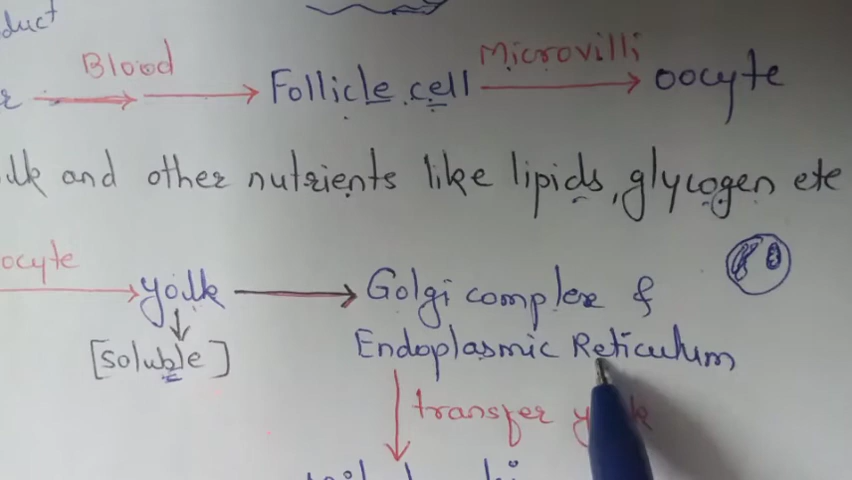 duct
Blood Microvilli
Follicle cell oocyte
and other nutrients like lipids, glycogen etc
ocyte
yolk Golgi complex &
[soluble] Endoplasmic Reticulum
transfer